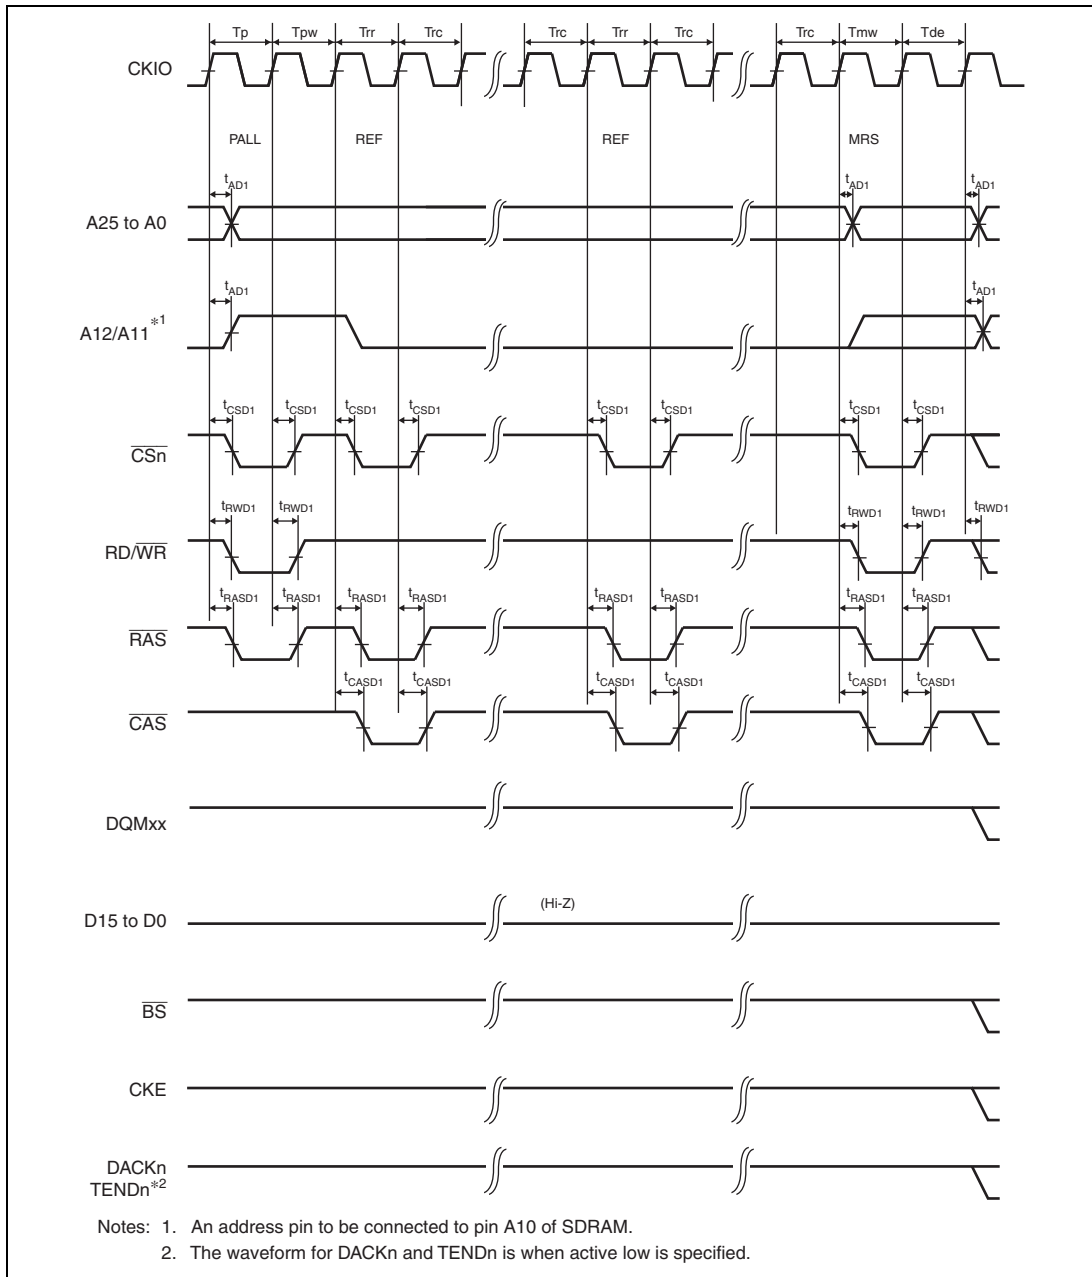 Tp Tpw Trr Trc Trc Trr Trc Trc Tmw Tde
CKIO
PALL REF REF MRS
tAD1 tAD1 tAD1
A25 to A0
tAD1 tAD1
A12/A11*1
tCSD1 tCSD1 tCSD1 tCSD1 tCSD1 tCSD1 tCSD1 tCSD1
CSn
tRWD1 tRWD1 tRWD1 tRWD1 tRWD1
RD/WR
tRASD1 tRASD1 tRASD1 tRASD1 tRASD1 tRASD1 tRASD1 tRASD1
RAS
tCASD1 tCASD1 tCASD1 tCASD1 tCASD1 tCASD1
CAS
DQMxx
(Hi-Z)
D15 to D0
BS
CKE
DACKn
TENDn*2
Notes: 1. An address pin to be connected to pin A10 of SDRAM.
2. The waveform for DACKn and TENDn is when active low is specified.